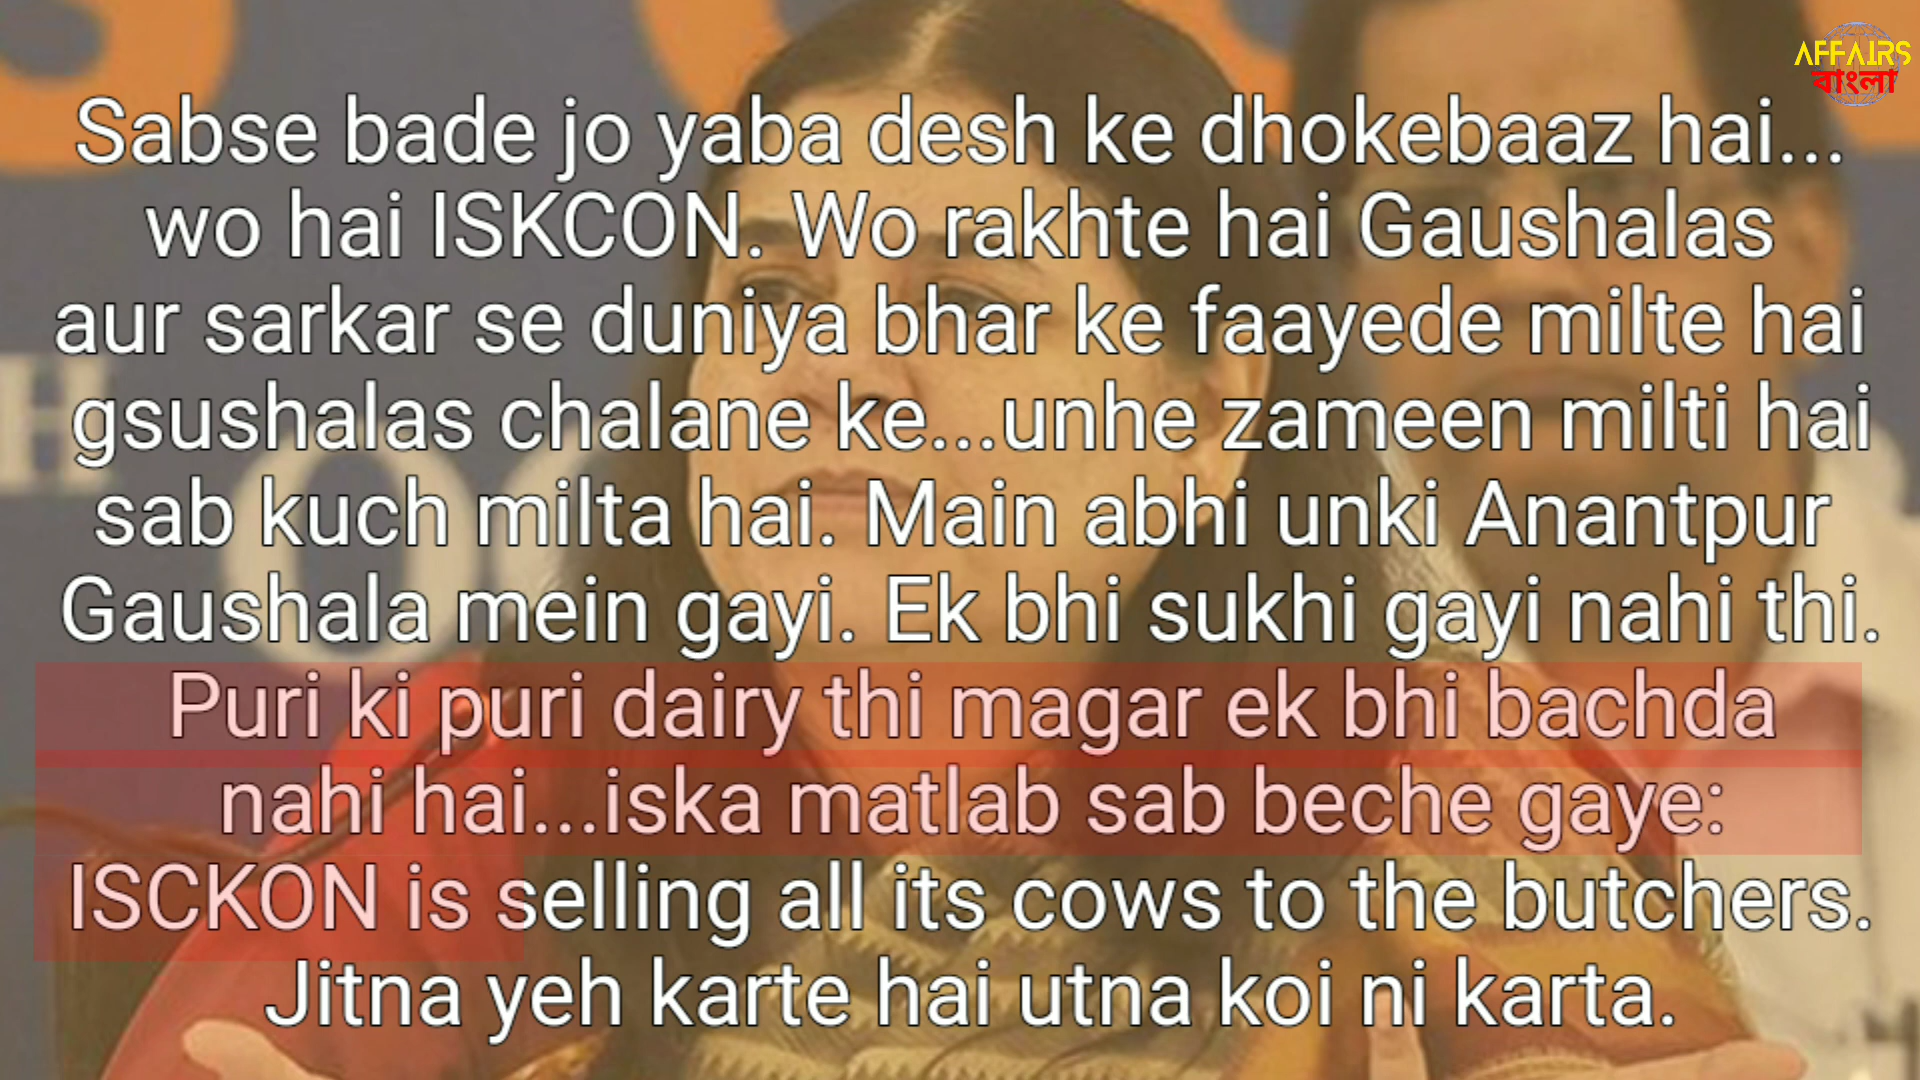 AFFAIRS
বাংলা
Sabse bade jo yaba desh ke dhokebaaz hai...
wo hai ISKCON. Wo rakhte hai Gaushalas
aur sarkar se duniya bhar ke faayede milte hai
gsushalas chalane ke...unhe zameen milti hai
sab kuch milta hai. Main abhi unki Anantpur
Gaushala mein gayi. Ek bhi sukhi gayi nahi thi.
Puri ki puri dairy thi magar ek bhi bachda
nahi hai...iska matlab sab beche gaye:
ISCKON is selling all its cows to the butchers.
Jitna yeh karte hai utna koi ni karta.